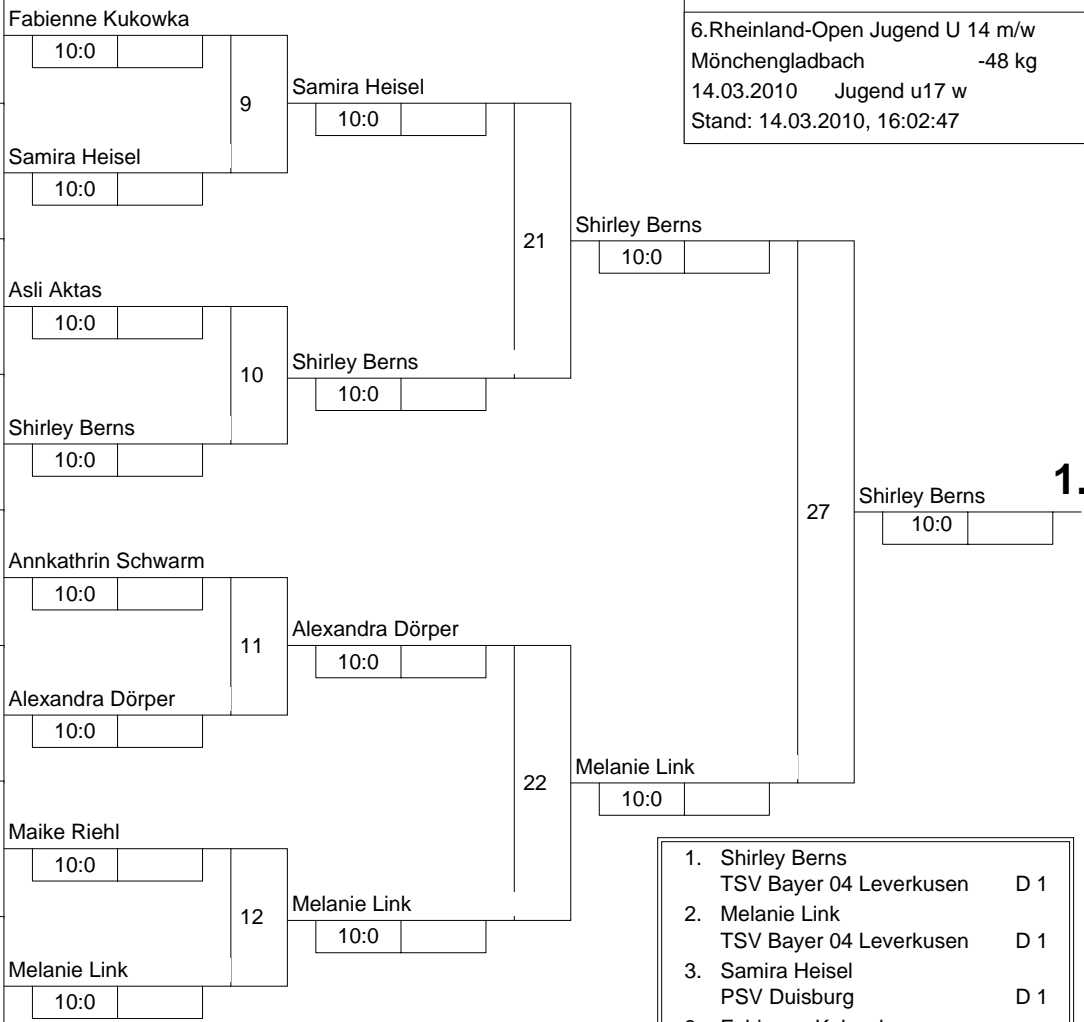 Fabienne Kukowka
10:0
6.Rheinland-Open Jugend U 14 m/w
Mönchengladbach -48 kg
14.03.2010 Jugend u17 w
Stand: 14.03.2010, 16:02:47
9
Samira Heisel
10:0
Samira Heisel
10:0
21
Shirley Berns
10:0
Asli Aktas
10:0
10
Shirley Berns
10:0
Shirley Berns
10:0
27
Shirley Berns 1.
10:0
Annkathrin Schwarm
10:0
11
Alexandra Dörper
10:0
Alexandra Dörper
10:0
22
Melanie Link
10:0
Maike Riehl
10:0
12
Melanie Link
10:0
Melanie Link
10:0
1. Shirley Berns
TSV Bayer 04 Leverkusen D 1
2. Melanie Link
TSV Bayer 04 Leverkusen D 1
3. Samira Heisel
PSV Duisburg D 1